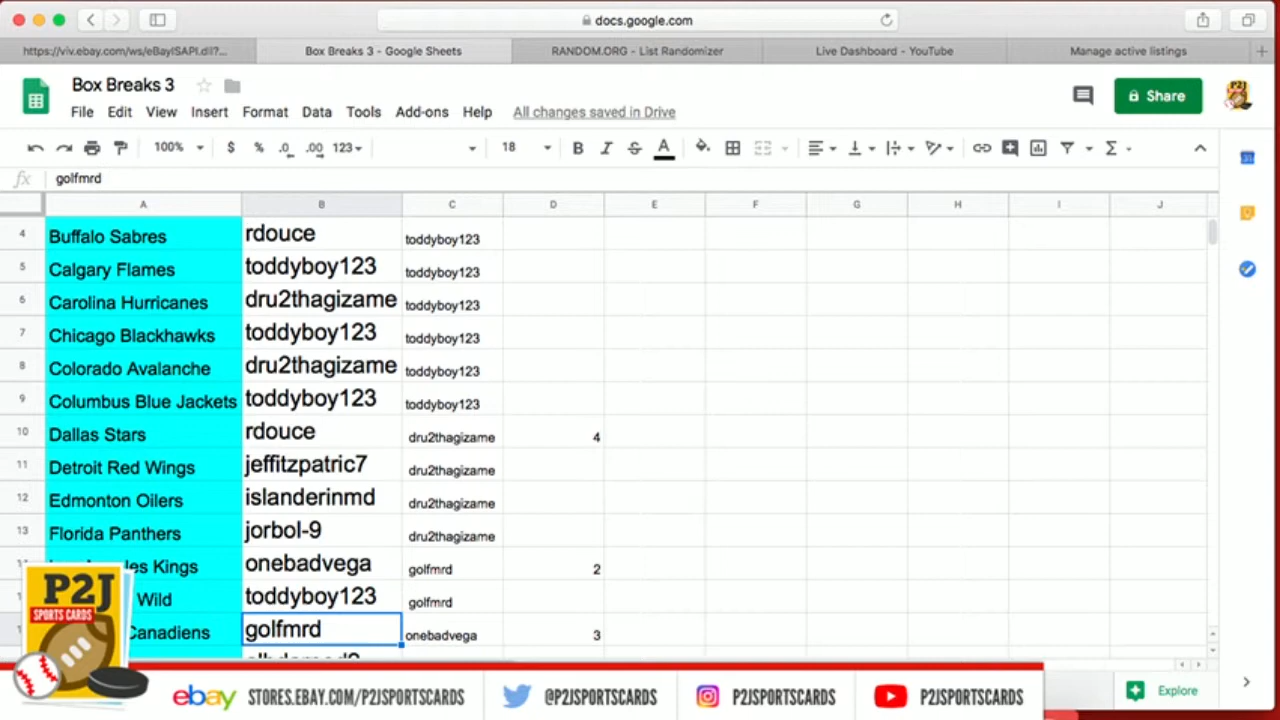 docs.google.com
https://viv.ebay.com/ws/eBayISAPI.dll?...
Box Breaks 3 - Google Sheets
RANDOM.ORG - List Randomizer
Live Dashboard - YouTube
Manage active listings
Box Breaks 3
File Edit View Insert Format Data Tools Add-ons Help All changes saved in Drive
Share
100% $ % .0 .00 123 18 B I S A Σ
fx golfmrd
A B C D E F G H I J
4 Buffalo Sabres rdouce toddyboy123
5 Calgary Flames toddyboy123 toddyboy123
6 Carolina Hurricanes dru2thagizame toddyboy123
7 Chicago Blackhawks toddyboy123 toddyboy123
8 Colorado Avalanche dru2thagizame toddyboy123
9 Columbus Blue Jackets toddyboy123 toddyboy123
10 Dallas Stars rdouce dru2thagizame 4
11 Detroit Red Wings jeffitzpatric7 dru2thagizame
12 Edmonton Oilers islanderinmd dru2thagizame
13 Florida Panthers jorbol-9 dru2thagizame
les Kings onebadvega golfmrd 2
Wild toddyboy123 golfmrd
Canadiens golfmrd onebadvega 3
P2J
SPORTS CARDS
ebay STORES.EBAY.COM/P2JSPORTSCARDS @P2JSPORTSCARDS P2JSPORTSCARDS P2JSPORTSCARDS
Explore